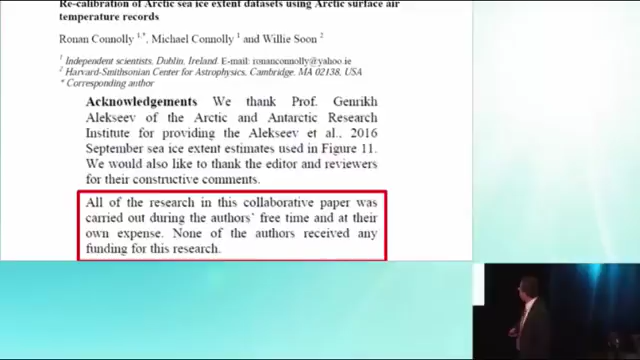 Re-calibration of Arctic sea ice extent datasets using Arctic surface air
temperature records
Ronan Connolly 1,*, Michael Connolly 1 and Willie Soon 2
1 Independent scientists, Dublin, Ireland. E-mail: ronanconnolly@yahoo.ie
2 Harvard-Smithsonian Center for Astrophysics, Cambridge, MA 02138, USA
* Corresponding author
Acknowledgements We thank Prof. Genrikh
Alekseev of the Arctic and Antarctic Research
Institute for providing the Alekseev et al., 2016
September sea ice extent estimates used in Figure 11.
We would also like to thank the editor and reviewers
for their constructive comments.
All of the research in this collaborative paper was
carried out during the authors' free time and at their
own expense. None of the authors received any
funding for this research.